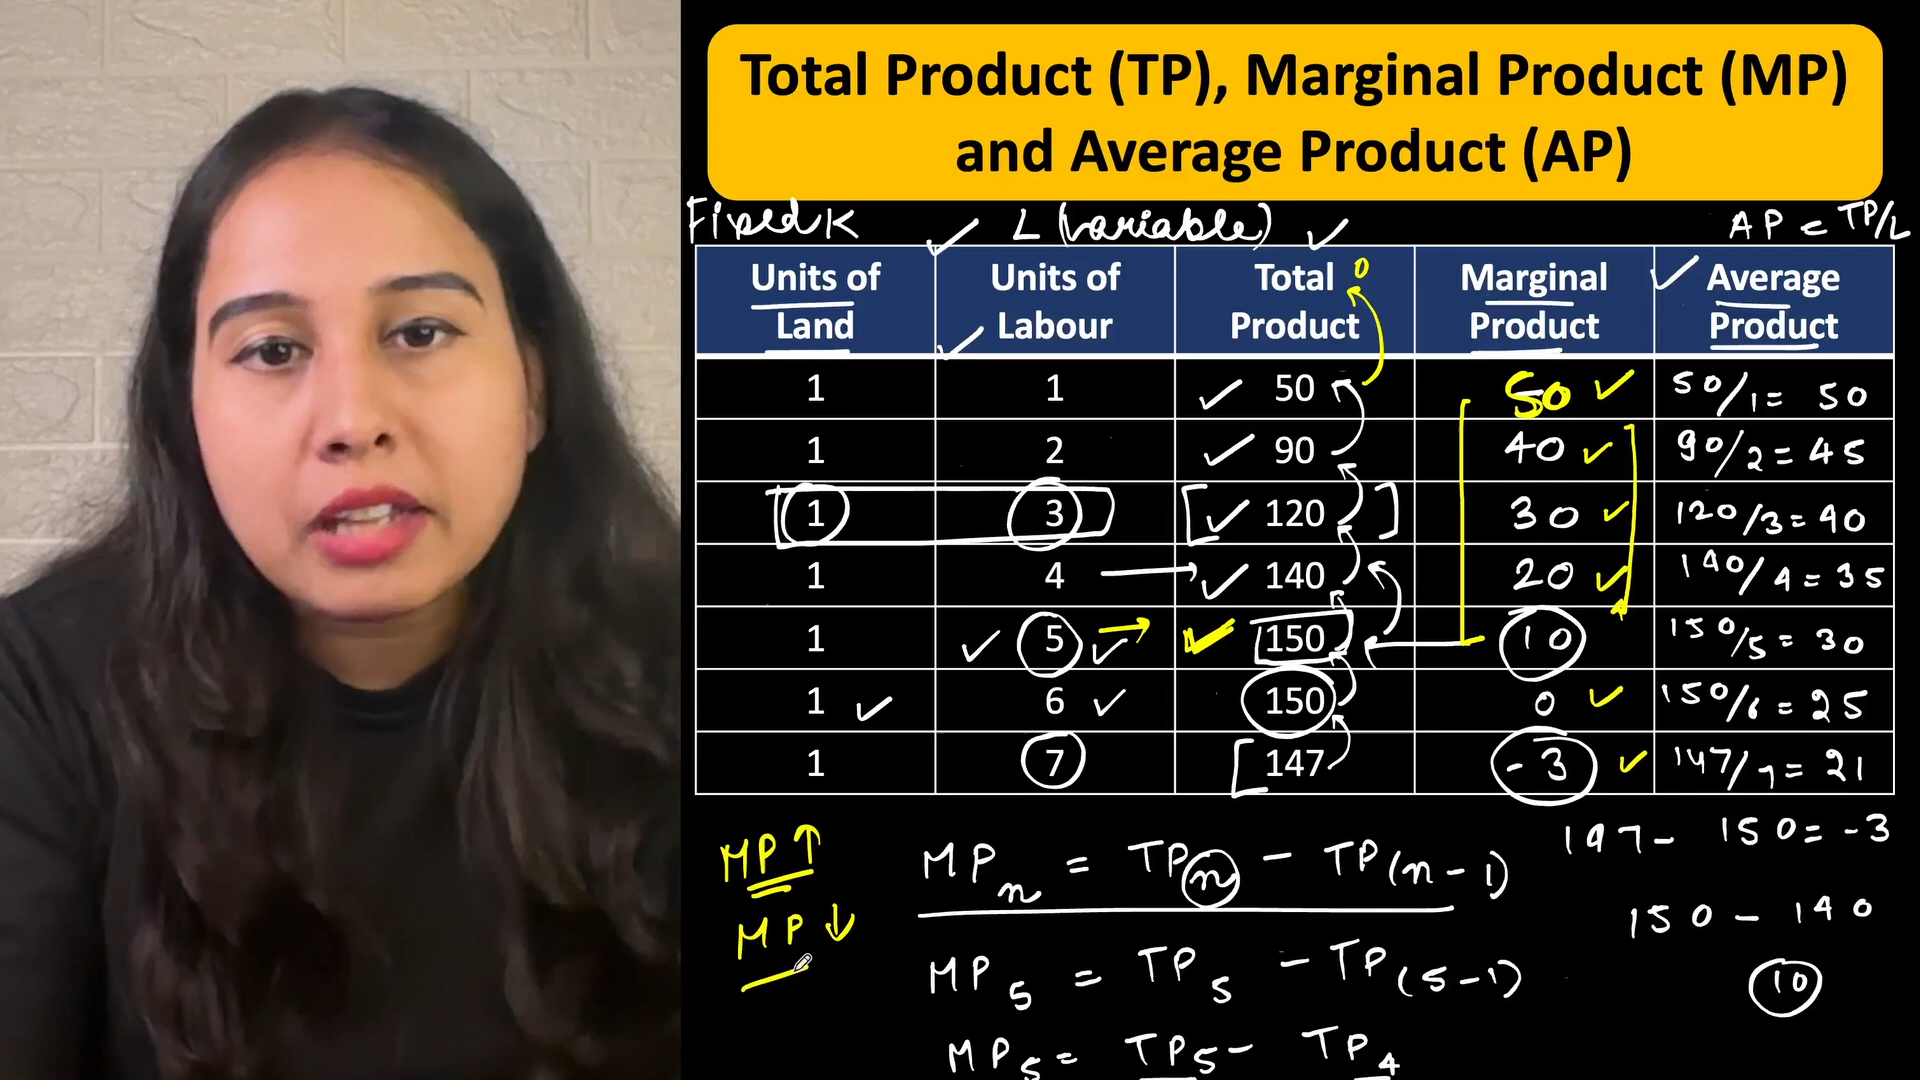 Total Product (TP), Marginal Product (MP)
and Average Product (AP)
Fixed K L (variable) AP = TP/L
Units of Land Units of Labour Total Product 0 Marginal Product Average Product
1 1 50 50 50/1 = 50
1 2 90 40 90/2 = 45
1 3 120 30 120/3 = 40
1 4 140 20 140/4 = 35
1 5 150 10 150/5 = 30
1 6 150 0 150/6 = 25
1 7 147 -3 147/7 = 21
MP↑ MPn = TPn - TP(n-1) 147 - 150 = -3
MP↓ 150 - 140
MP5 = TP5 - TP(5-1) 10
MP5 = TP5 - TP4